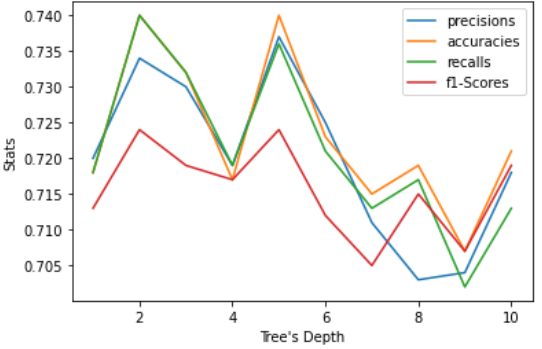 0.740
0.735
0.730
0.725
0.720
0.715
0.710
0.705
Stats
precisions
accuracies
recalls
f1-Scores
2 4 6 8 10
Tree's Depth